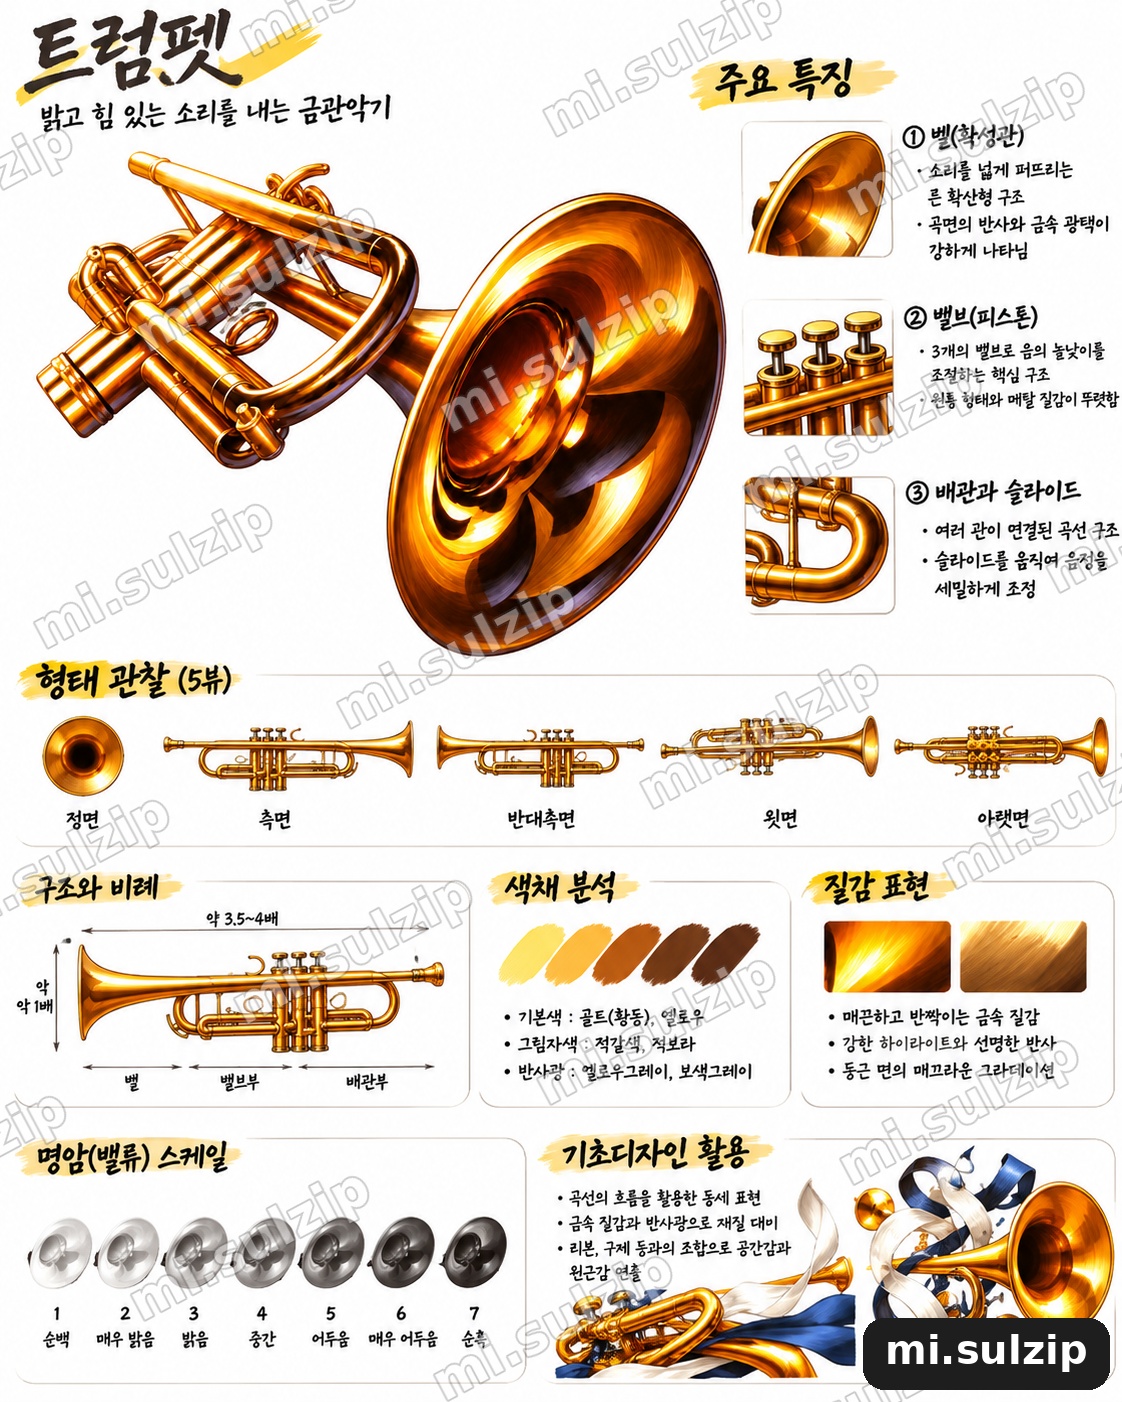 트럼펫
밝고 힘 있는 소리를 내는 금관악기
주요 특징
① 벨(확성관)
· 소리를 넓게 퍼뜨리는
른 확산형 구조
· 곡면의 반사와 금속 광택이
강하게 나타남
② 밸브(피스톤)
· 3개의 밸브로 음의 높낮이를
조절하는 핵심 구조
· 원통 형태와 메탈 질감이 뚜렷함
③ 배관과 슬라이드
· 여러 관이 연결된 곡선 구조
· 슬라이드를 움직여 음정을
세밀하게 조정
형태 관찰 (5뷰)
정면
측면
반대측면
윗면
아랫면
구조와 비례
약 3.5~4배
약
약 1배
벨
밸브부
배관부
색채 분석
• 기본색 : 골트(황동), 옐로우
• 그림자색 : 적갈색, 적보라
• 반사광 : 옐로우그레이, 보색그레이
질감 표현
• 매끈하고 반짝이는 금속 질감
• 강한 하이라이트와 선명한 반사
• 둥근 면의 매끄라운 그라데이션
명암(밸류) 스케일
1 2 3 4 5 6 7
순백 매우 밝음 밝음 중간 어두움 매우 어두움 순흑
기초디자인 활용
• 곡선의 흐름을 활용한 동세 표현
• 금속 질감과 반사광으로 재질 대비
• 리본, 구체 등과의 조합으로 공간감과
원근감 연출
mi.sulzip